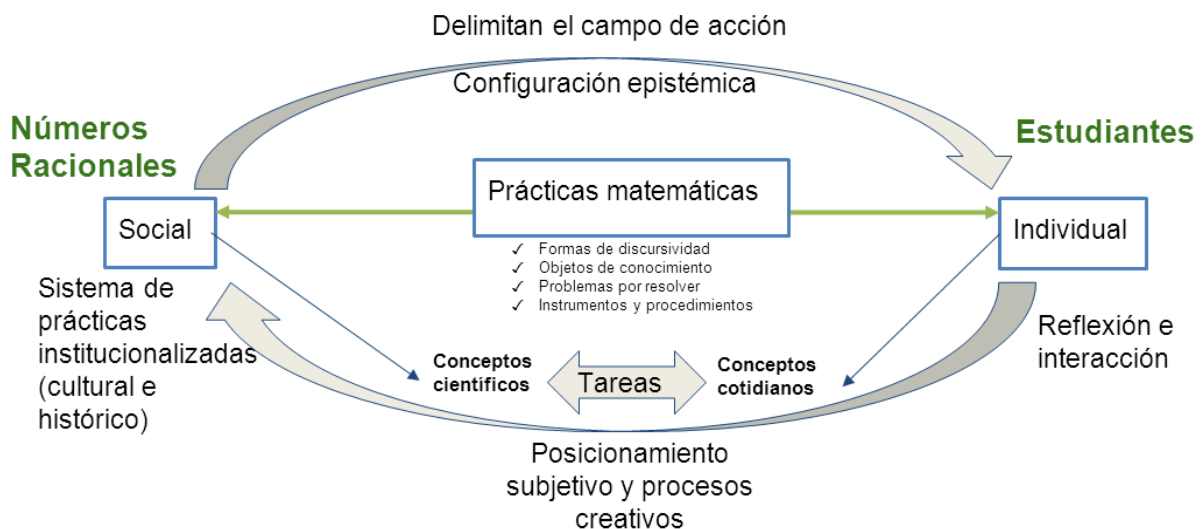 Delimitan el campo de acción
Configuración epistémica
Números
Racionales
Estudiantes
Prácticas matemáticas
Social
Individual
✓ Formas de discursividad
✓ Objetos de conocimiento
✓ Problemas por resolver
✓ Instrumentos y procedimientos
Sistema de
prácticas
institucionalizadas
(cultural e
histórico)
Reflexión e
interacción
Conceptos
científicos
Tareas
Conceptos
cotidianos
Posicionamiento
subjetivo y procesos
creativos